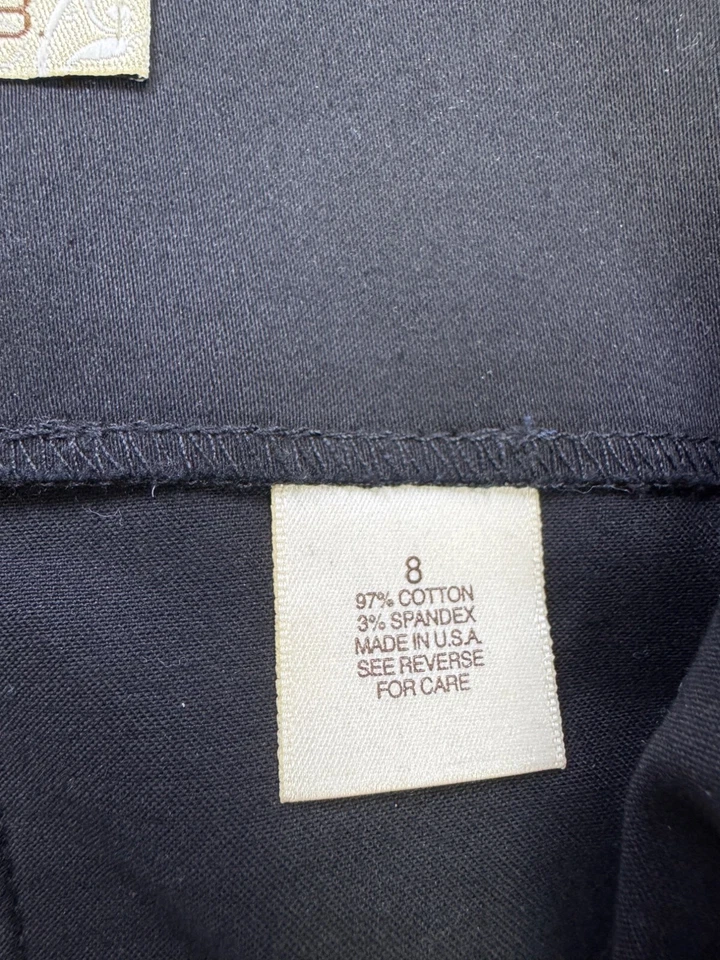 8
97% COTTON
3% SPANDEX
MADE IN U.S.A.
SEE REVERSE
FOR CARE